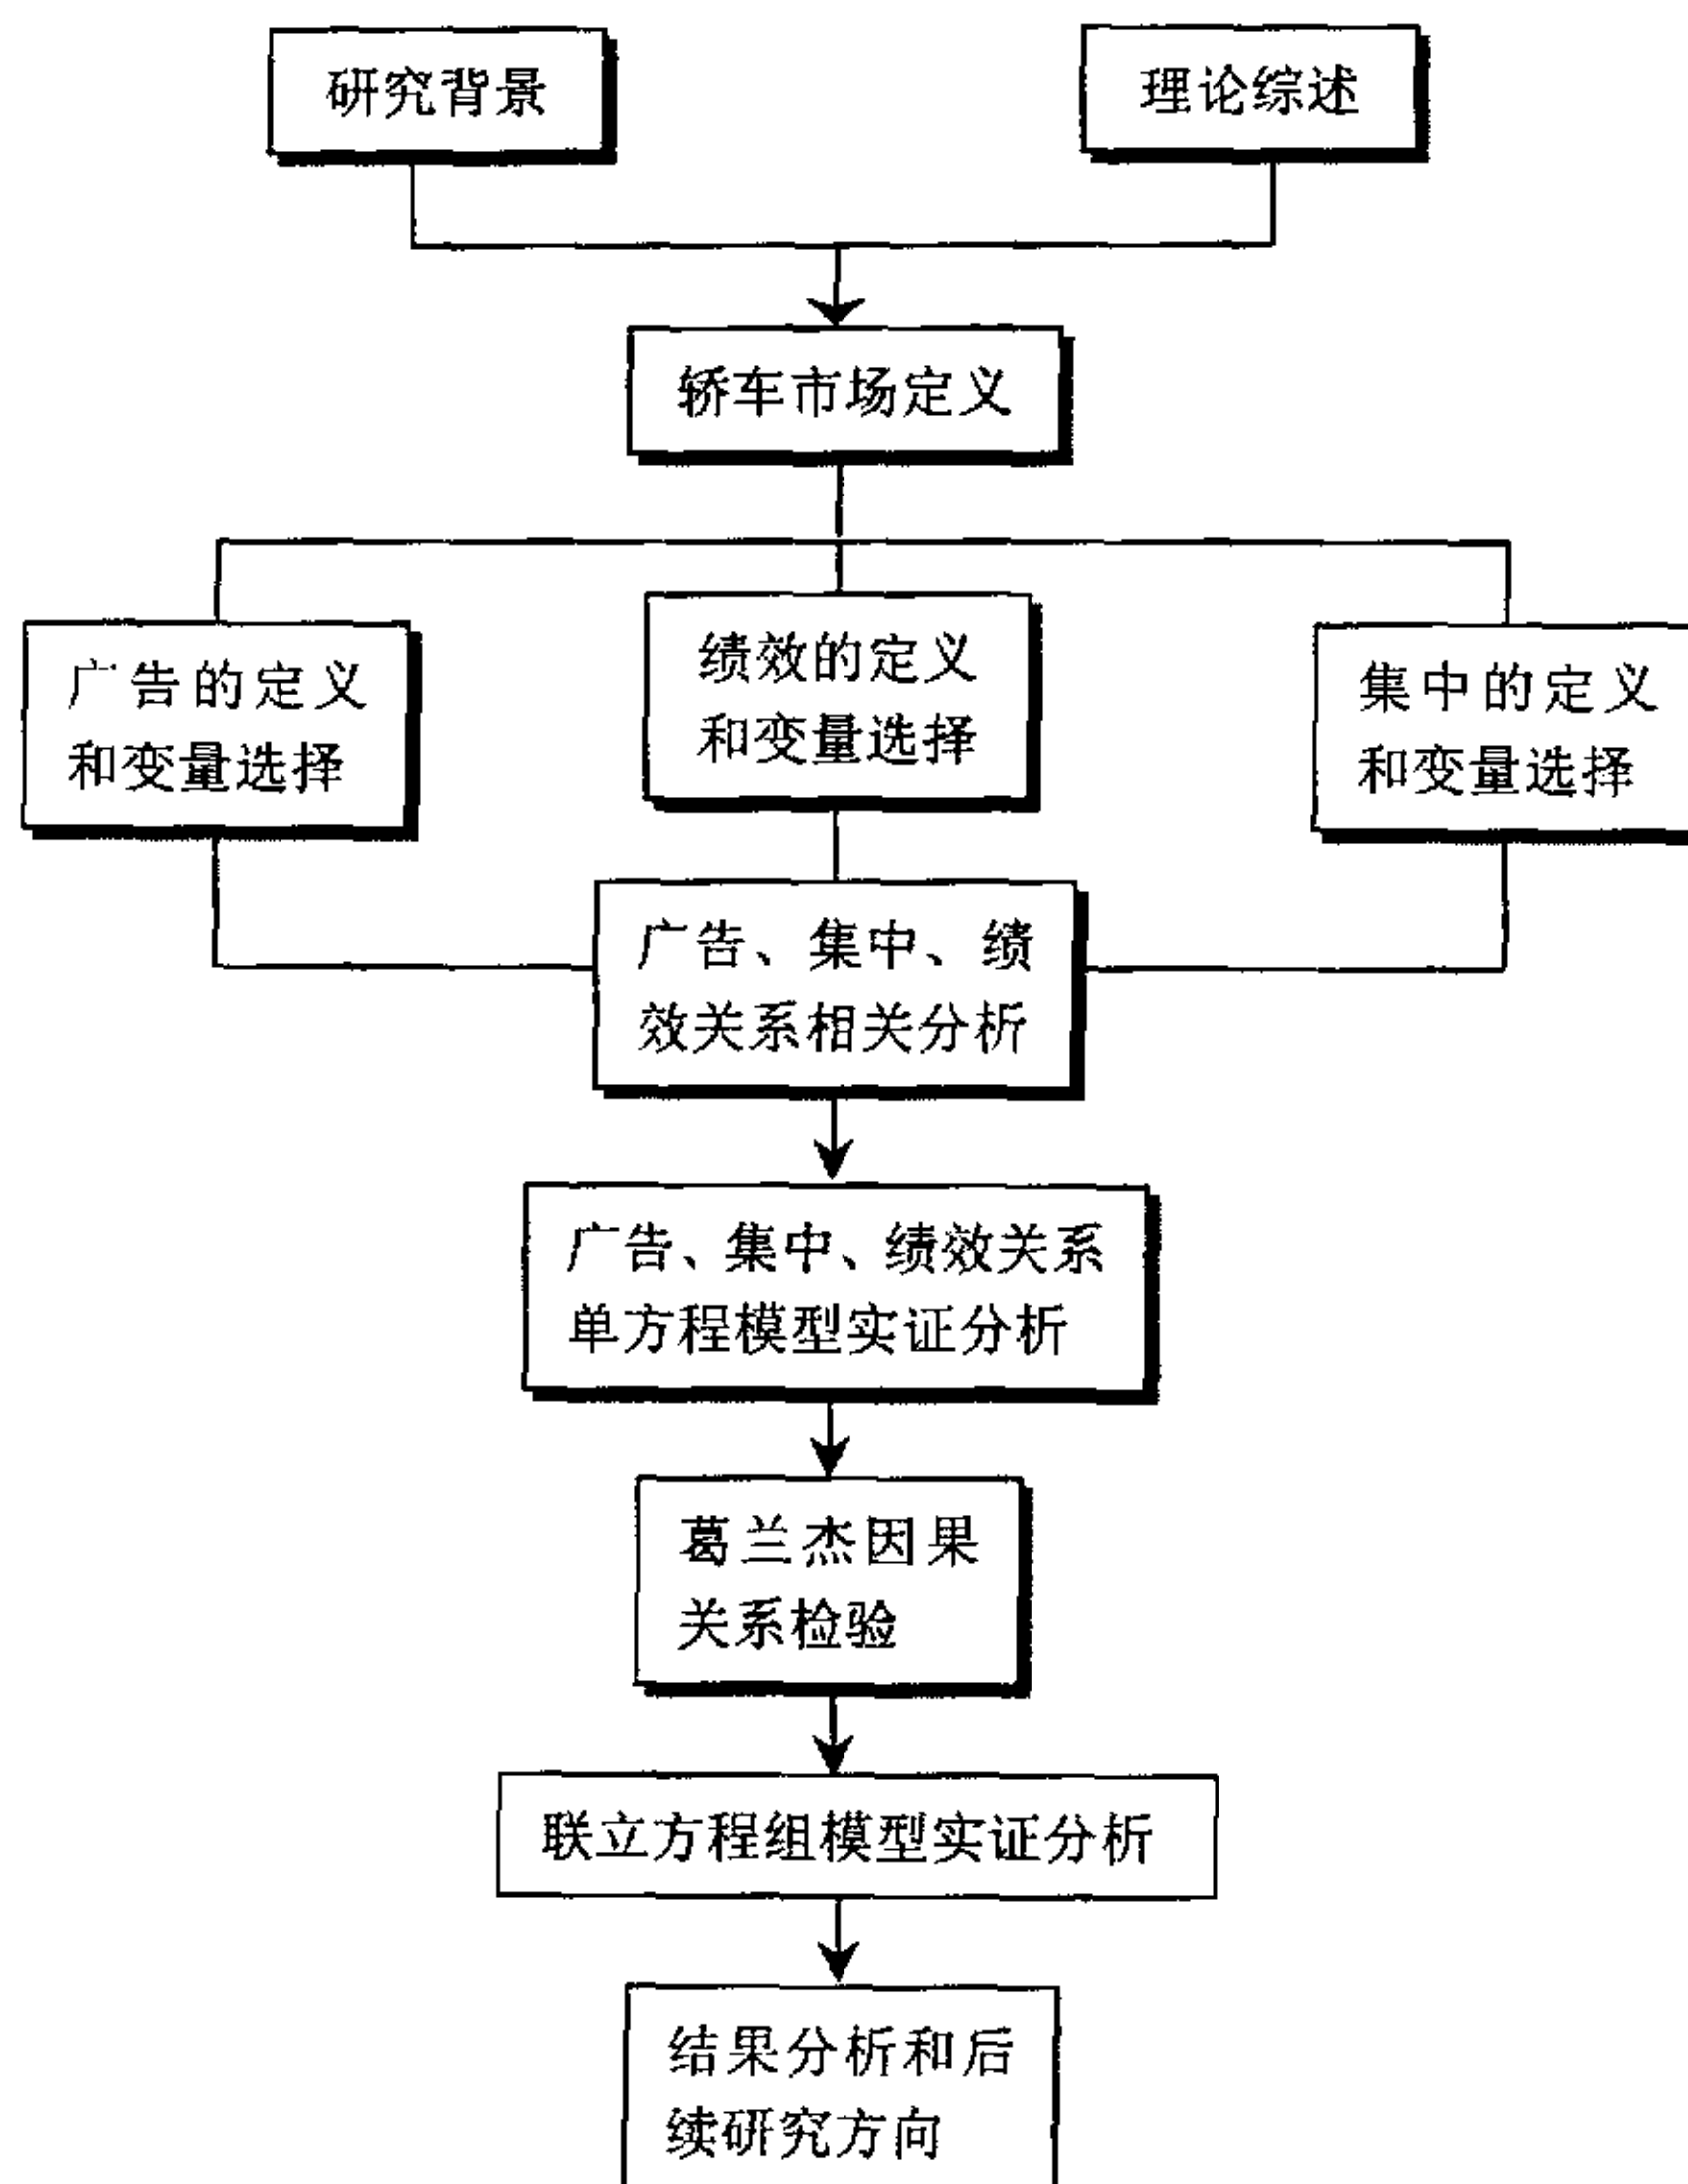 研究背景
理论综述
轿车市场定义
广告的定义
和变量选择
绩效的定义
和变量选择
集中的定义
和变量选择
广告、集中、绩
效关系相关分析
广告、集中、绩效关系
单方程模型实证分析
葛兰杰因果
关系检验
联立方程组模型实证分析
结果分析和后
续研究方向